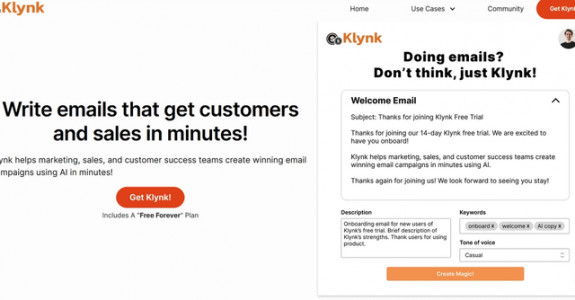 Klynk
Home
Use Cases
Community
Get Klyn
Write emails that get customers
and sales in minutes!
ynk helps marketing, sales, and customer success teams create winning email
mpaigns using AI in minutes!
Get Klynk!
Includes A "Free Forever" Plan
Klynk
Doing emails?
Don't think, just Klynk!
Welcome Email
Subject: Thanks for joining Klynk Free Trial
Thanks for joining our 14-day Klynk free trial. We are excited to
have you onboard!
Klynk helps marketing, sales, and customer success teams create
winning email campaigns using AI in minutes.
Thanks again for joining us! We look forward to seeing you stay!
Description
Onboarding email for new users of
Klynk's free trial. Brief description of
Klynk's strengths. Thank users for using
product.
Keywords
onboard x welcome x AI copy x
Tone of voice
Casual
Create Magic!